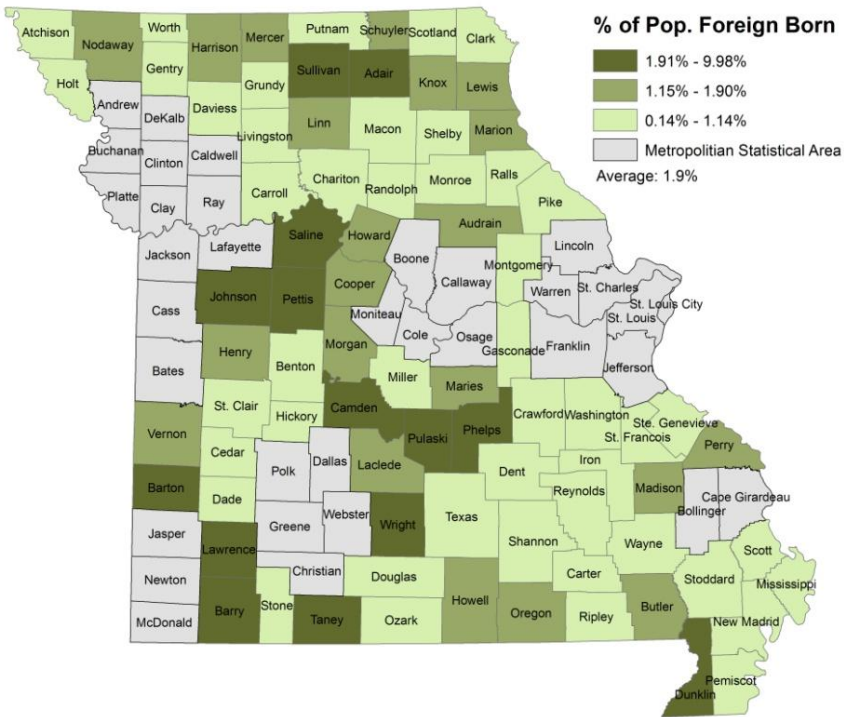 % of Pop. Foreign Born
1.91% - 9.98%
1.15% - 1.90%
0.14% - 1.14%
Metropolitian Statistical Area
Average: 1.9%
Atchison
Nodaway
Worth
Harrison
Mercer
Putnam
Schuyler
Scotland
Clark
Holt
Gentry
Sullivan
Adair
Knox
Lewis
Andrew
DeKalb
Daviess
Grundy
Linn
Macon
Shelby
Marion
Livingston
Buchanan
Clinton
Caldwell
Chariton
Randolph
Monroe
Ralls
Pike
Platte
Clay
Ray
Carroll
Saline
Howard
Audrain
Jackson
Lafayette
Boone
Callaway
Montgomery
Lincoln
Warren
St. Charles
St. Louis City
St. Louis
Cass
Johnson
Pettis
Cooper
Moniteau
Cole
Osage
Gasconade
Franklin
Jefferson
Bates
Henry
Benton
Morgan
Miller
Maries
St. Clair
Hickory
Camden
Pulaski
Phelps
Crawford
Washington
Ste. Genevieve
St. Francois
Perry
Vernon
Cedar
Polk
Dallas
Laclede
Dent
Iron
Reynolds
Madison
Bollinger
Cape Girardeau
Barton
Dade
Greene
Webster
Wright
Texas
Shannon
Wayne
Scott
Jasper
Lawrence
Christian
Douglas
Carter
Stoddard
Mississippi
Newton
McDonald
Barry
Stone
Taney
Ozark
Howell
Oregon
Ripley
Butler
New Madrid
Pemiscot
Dunklin